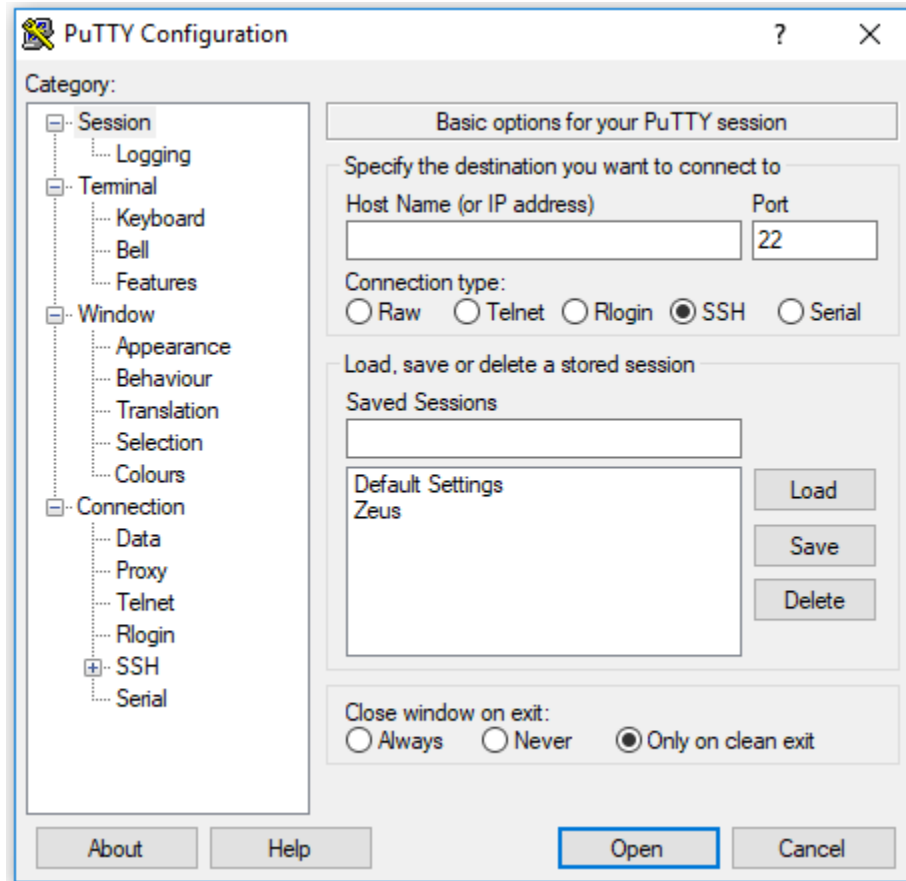 PuTTY Configuration
?
Category:
Session
Logging
Terminal
Keyboard
Bell
Features
Window
Appearance
Behaviour
Translation
Selection
Colours
Connection
Data
Proxy
Telnet
Rlogin
SSH
Serial
Basic options for your PuTTY session
Specify the destination you want to connect to
Host Name (or IP address) Port
22
Connection type:
Raw Telnet Rlogin SSH Serial
Load, save or delete a stored session
Saved Sessions
Default Settings
Zeus
Load
Save
Delete
Close window on exit:
Always Never Only on clean exit
About Help Open Cancel